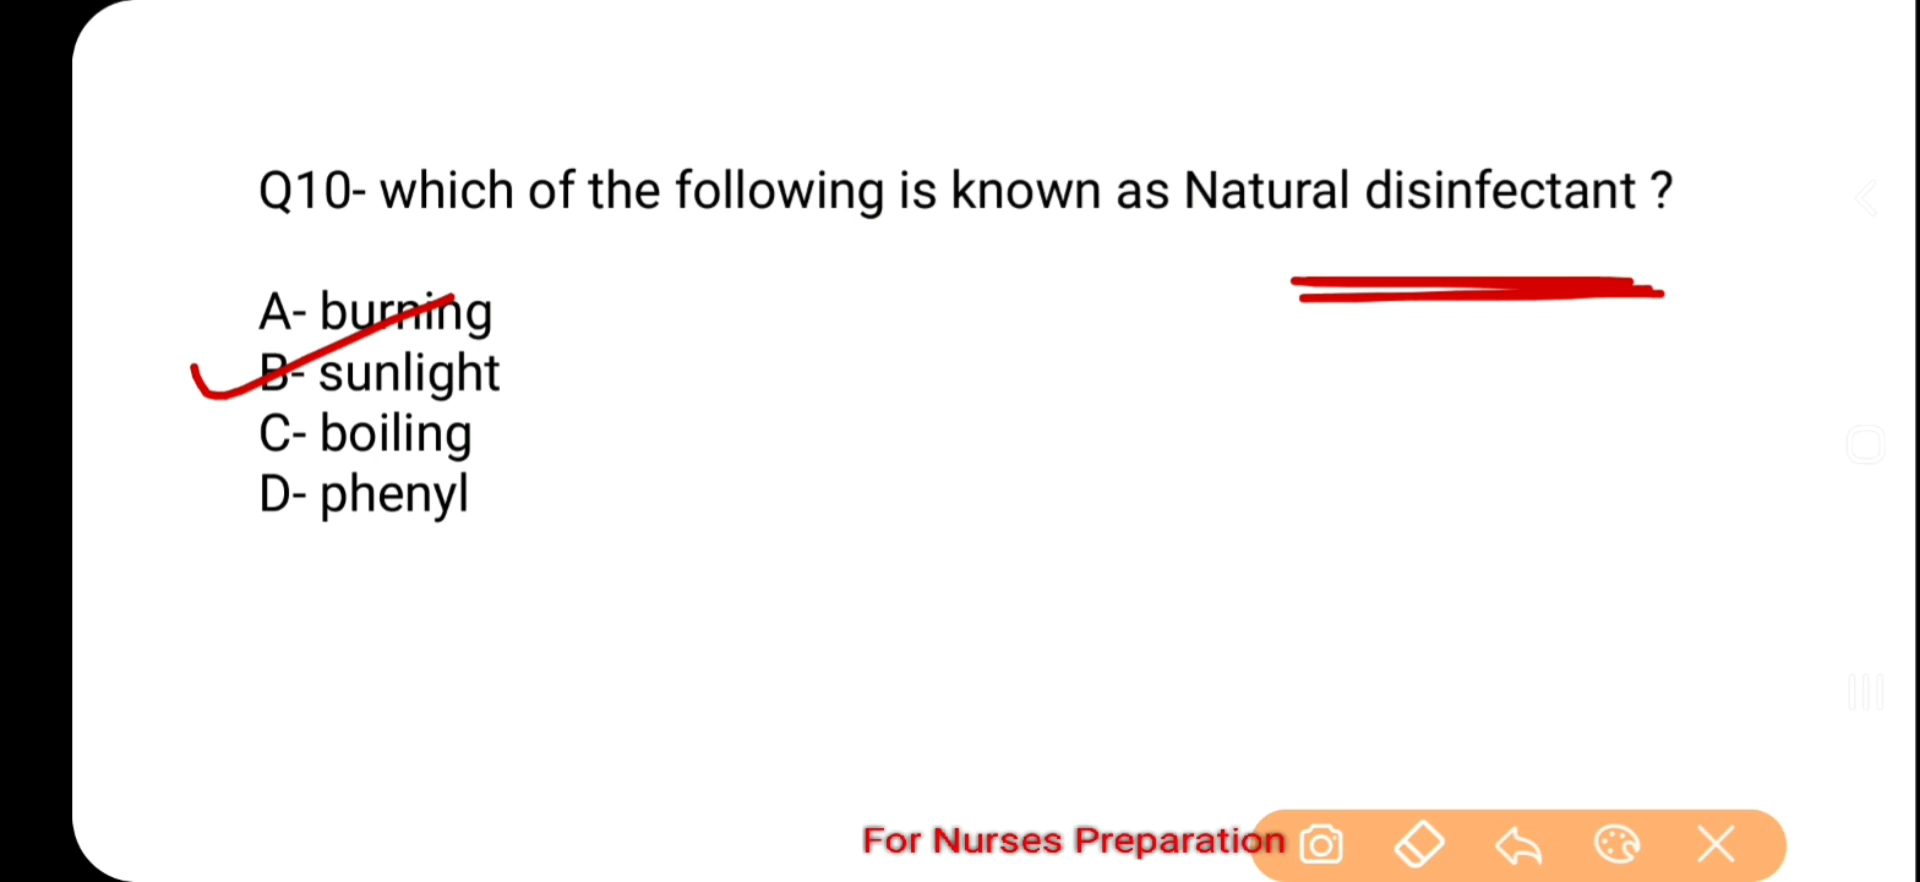 Q10- which of the following is known as Natural disinfectant ?
A- burning
B- sunlight
C- boiling
D- phenyl
For Nurses Preparation